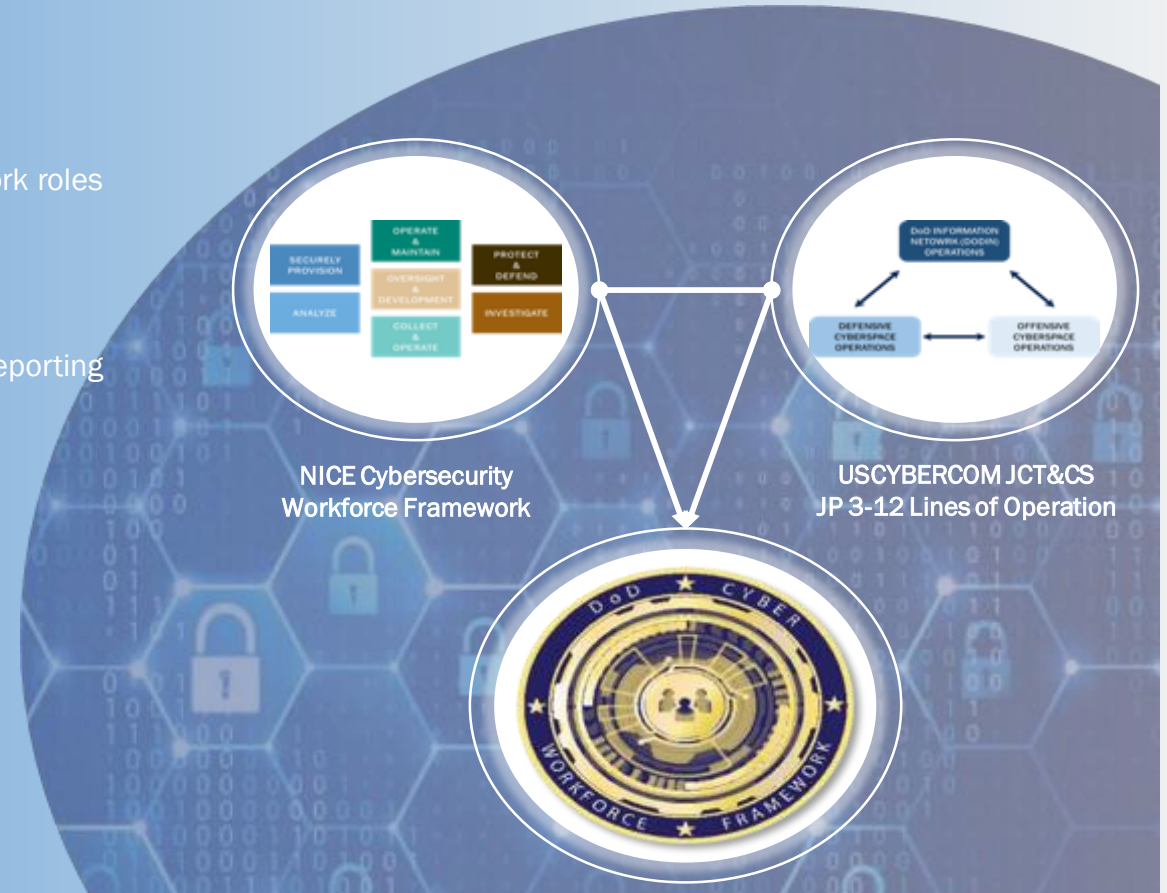 rk roles
eporting
SECURELY
PROVISION
ANALYZE
OPERATE
&
MAINTAIN
OVERSIGHT
&
DEVELOPMENT
COLLECT
&
OPERATE
PROTECT
&
DEFEND
INVESTIGATE
NICE Cybersecurity
Workforce Framework
DoD INFORMATION
NETOWRK (DODIN)
OPERATIONS
DEFENSIVE
CYBERSPACE
OPERATIONS
OFFENSIVE
CYBERSPACE
OPERATIONS
USCYBERCOM JCT&CS
JP 3-12 Lines of Operation
DoD CYBER
WORKFORCE FRAMEWORK